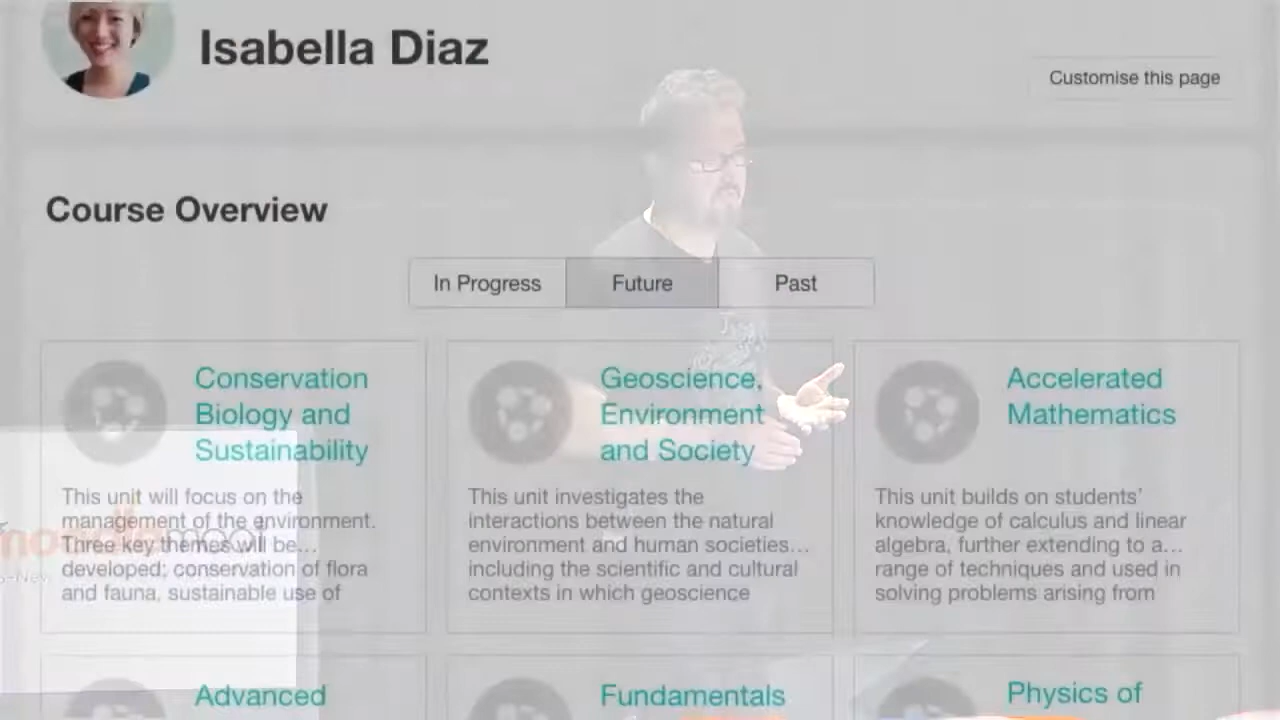 Isabella Diaz
Customise this page
Course Overview
In Progress
Future
Past
Conservation
Biology and
Sustainability
This unit will focus on the
management of the environment.
Three key themes will be...
developed; conservation of flora
and fauna, sustainable use of
Geoscience,
Environment
and Society
This unit investigates the
interactions between the natural
environment and human societies...
including the scientific and cultural
contexts in which geoscience
Accelerated
Mathematics
This unit builds on students'
knowledge of calculus and linear
algebra, further extending to a...
range of techniques and used in
solving problems arising from
moodlemoot
Advanced
Fundamentals
Physics of